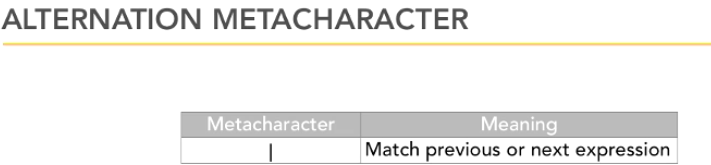 ALTERNATION METACHARACTER
Metacharacter Meaning
| Match previous or next expression